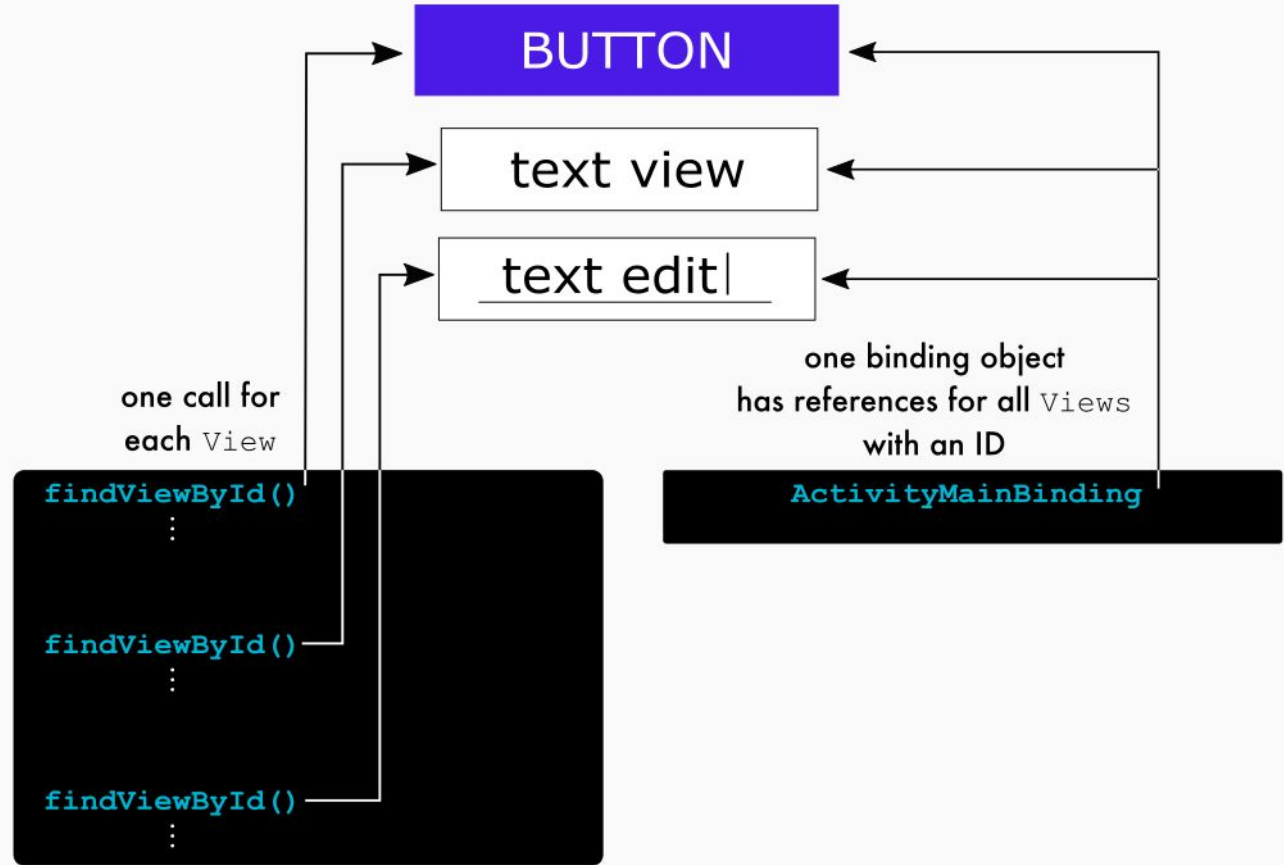 BUTTON
text view
text edit
one call for
each View
one binding object
has references for all Views
with an ID
findViewById()
findViewById()
findViewById()
ActivityMainBinding